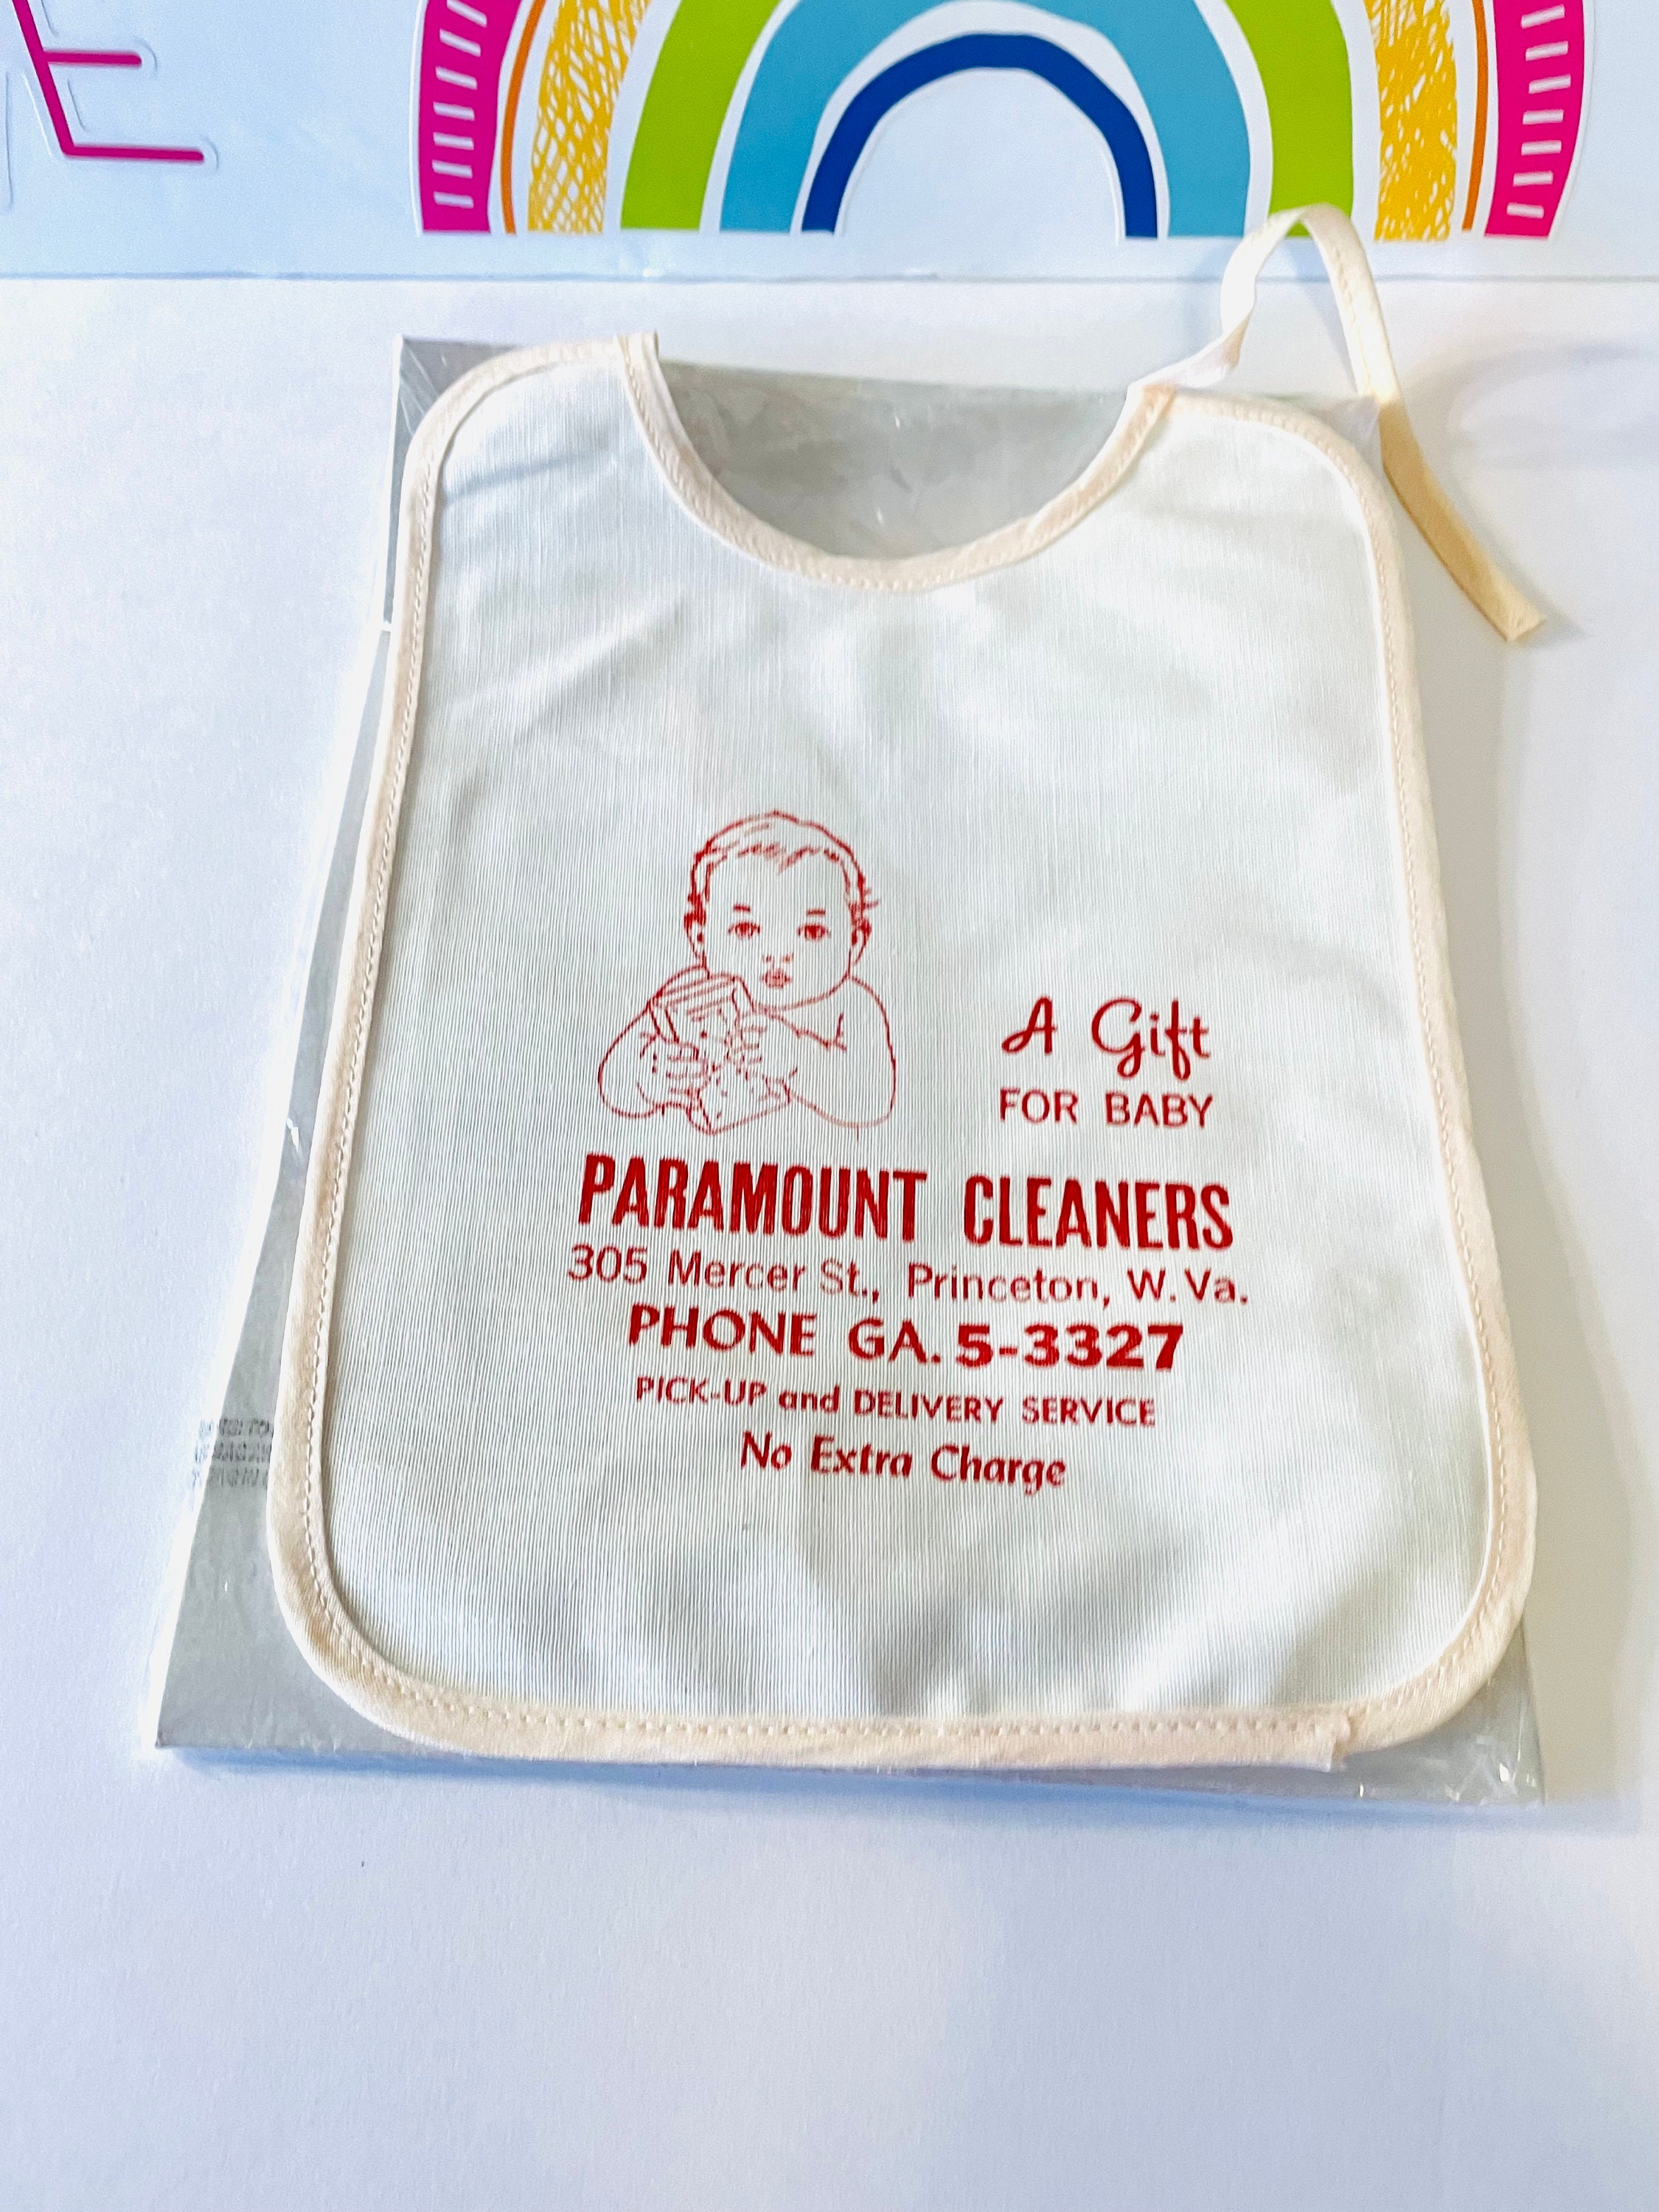 A Gift
FOR BABY
PARAMOUNT CLEANERS
305 Mercer St., Princeton, W. Va.
PHONE GA. 5-3327
PICK-UP and DELIVERY SERVICE
No Extra Charge